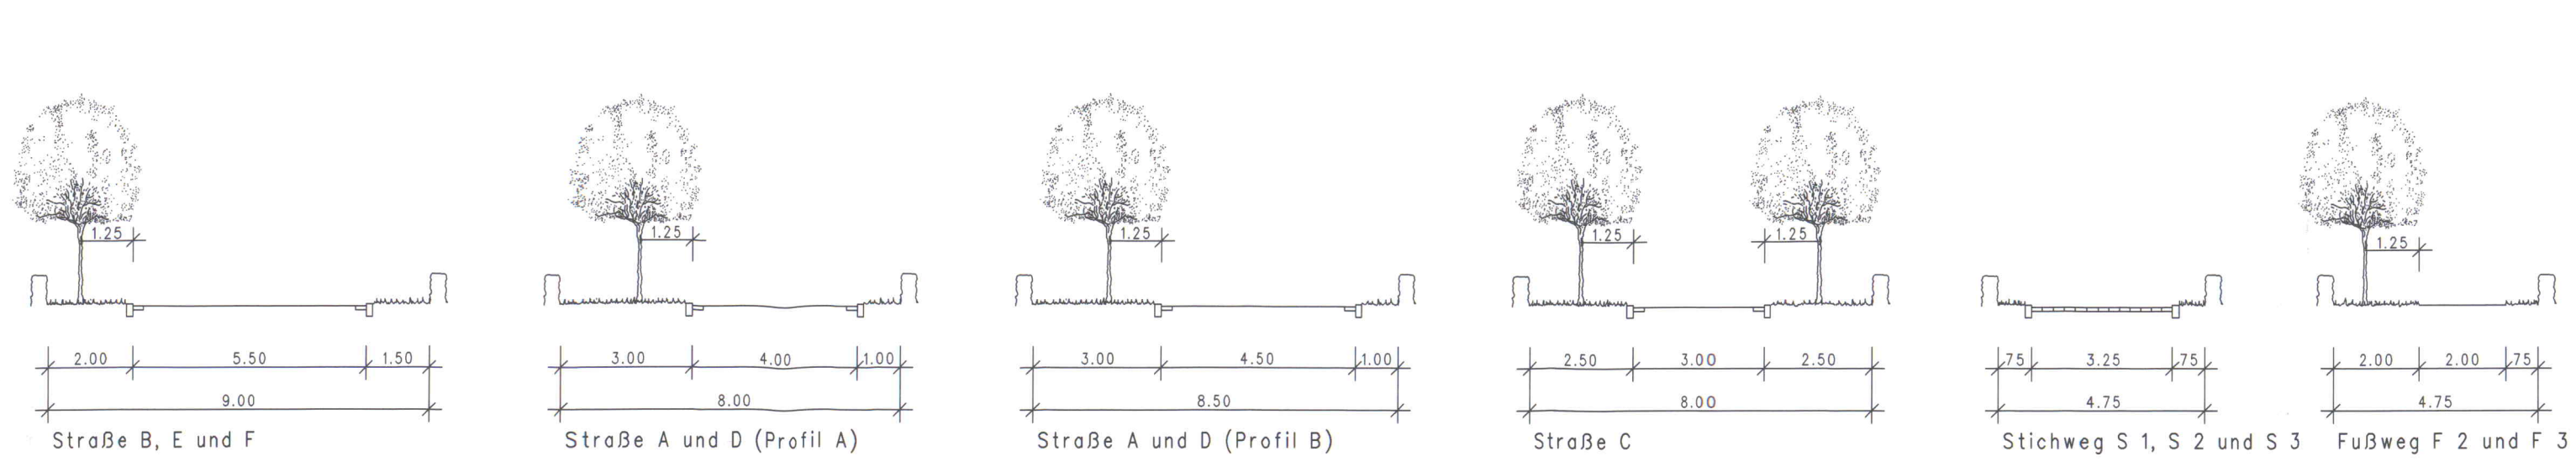 1.25 1.25 1.25 1.25 1.25 1.25
2.00 5.50 1.50 3.00 4.00 1.00 3.00 4.50 1.00 2.50 3.00 2.50 75 3.25 75 2.00 2.00 75
9.00 8.00 8.50 8.00 4.75 4.75
Straße B, E und F Straße A und D (Profil A) Straße A und D (Profil B) Straße C Stichweg S 1, S 2 und S 3 Fußweg F 2 und F 3